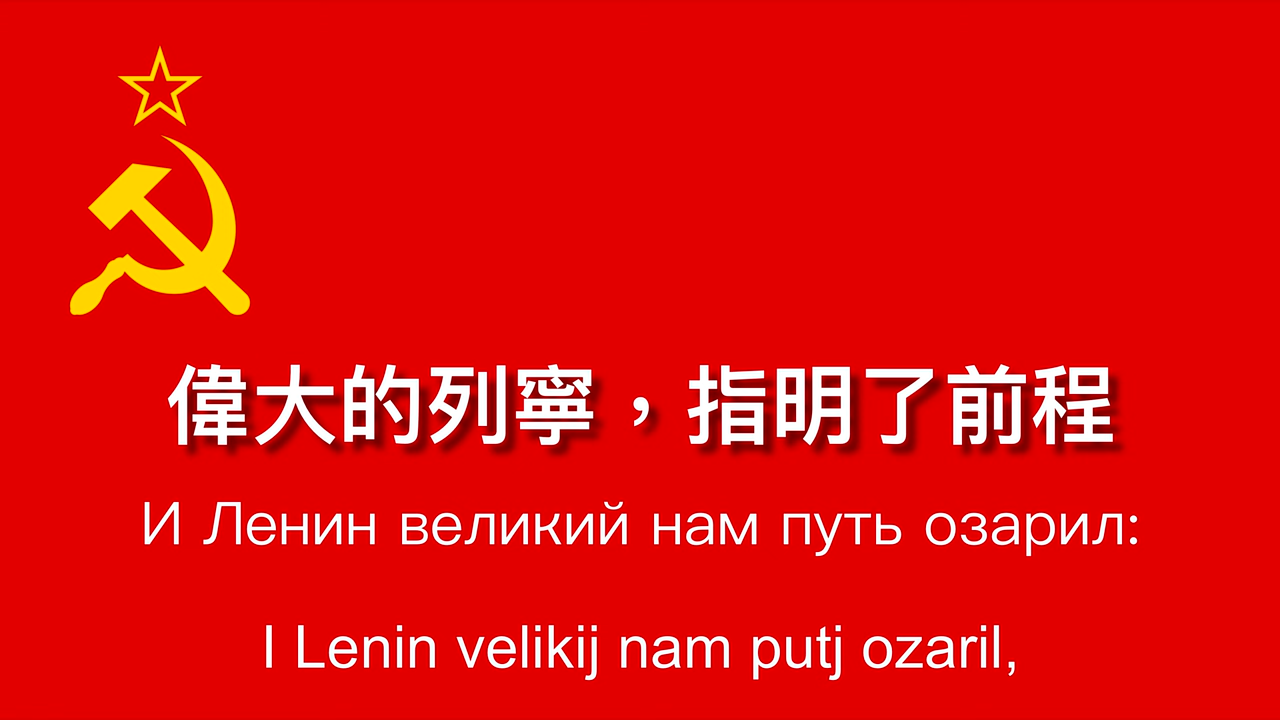 偉大的列寧，指明了前程
И Ленин великий нам путь озарил:
I Lenin velikij nam putj ozaril,